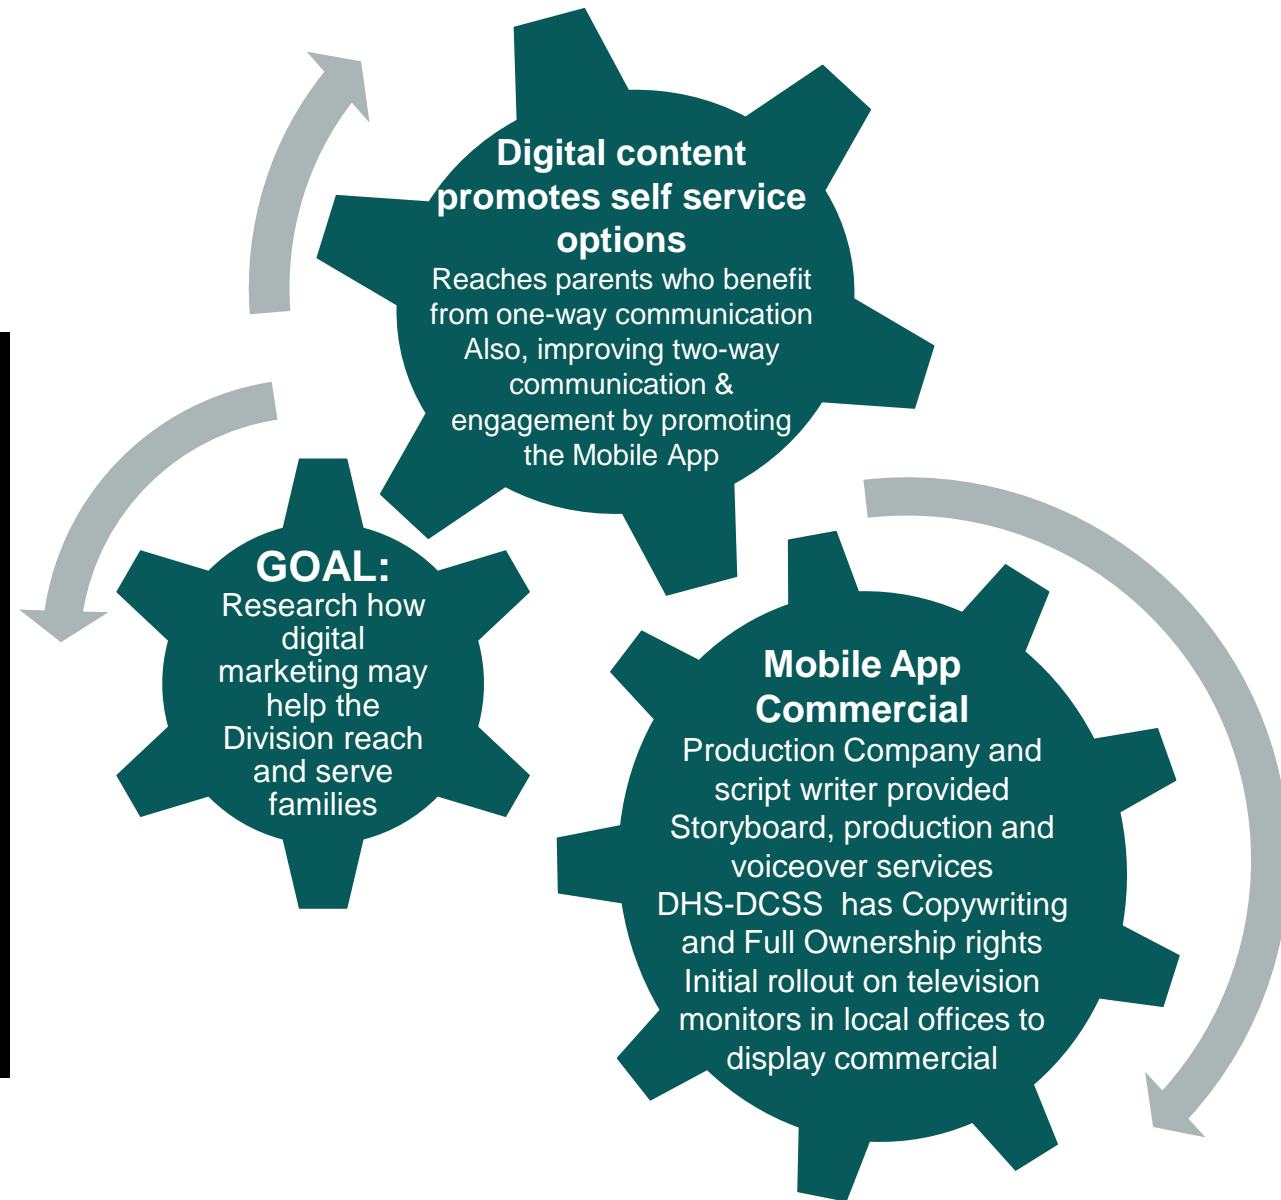 Digital content
promotes self service
options
Reaches parents who benefit
from one-way communication
Also, improving two-way
communication &
engagement by promoting
the Mobile App
GOAL:
Research how
digital
marketing may
help the
Division reach
and serve
families
Mobile App
Commercial
Production Company and
script writer provided
Storyboard, production and
voiceover services
DHS-DCSS has Copywriting
and Full Ownership rights
Initial rollout on television
monitors in local offices to
display commercial